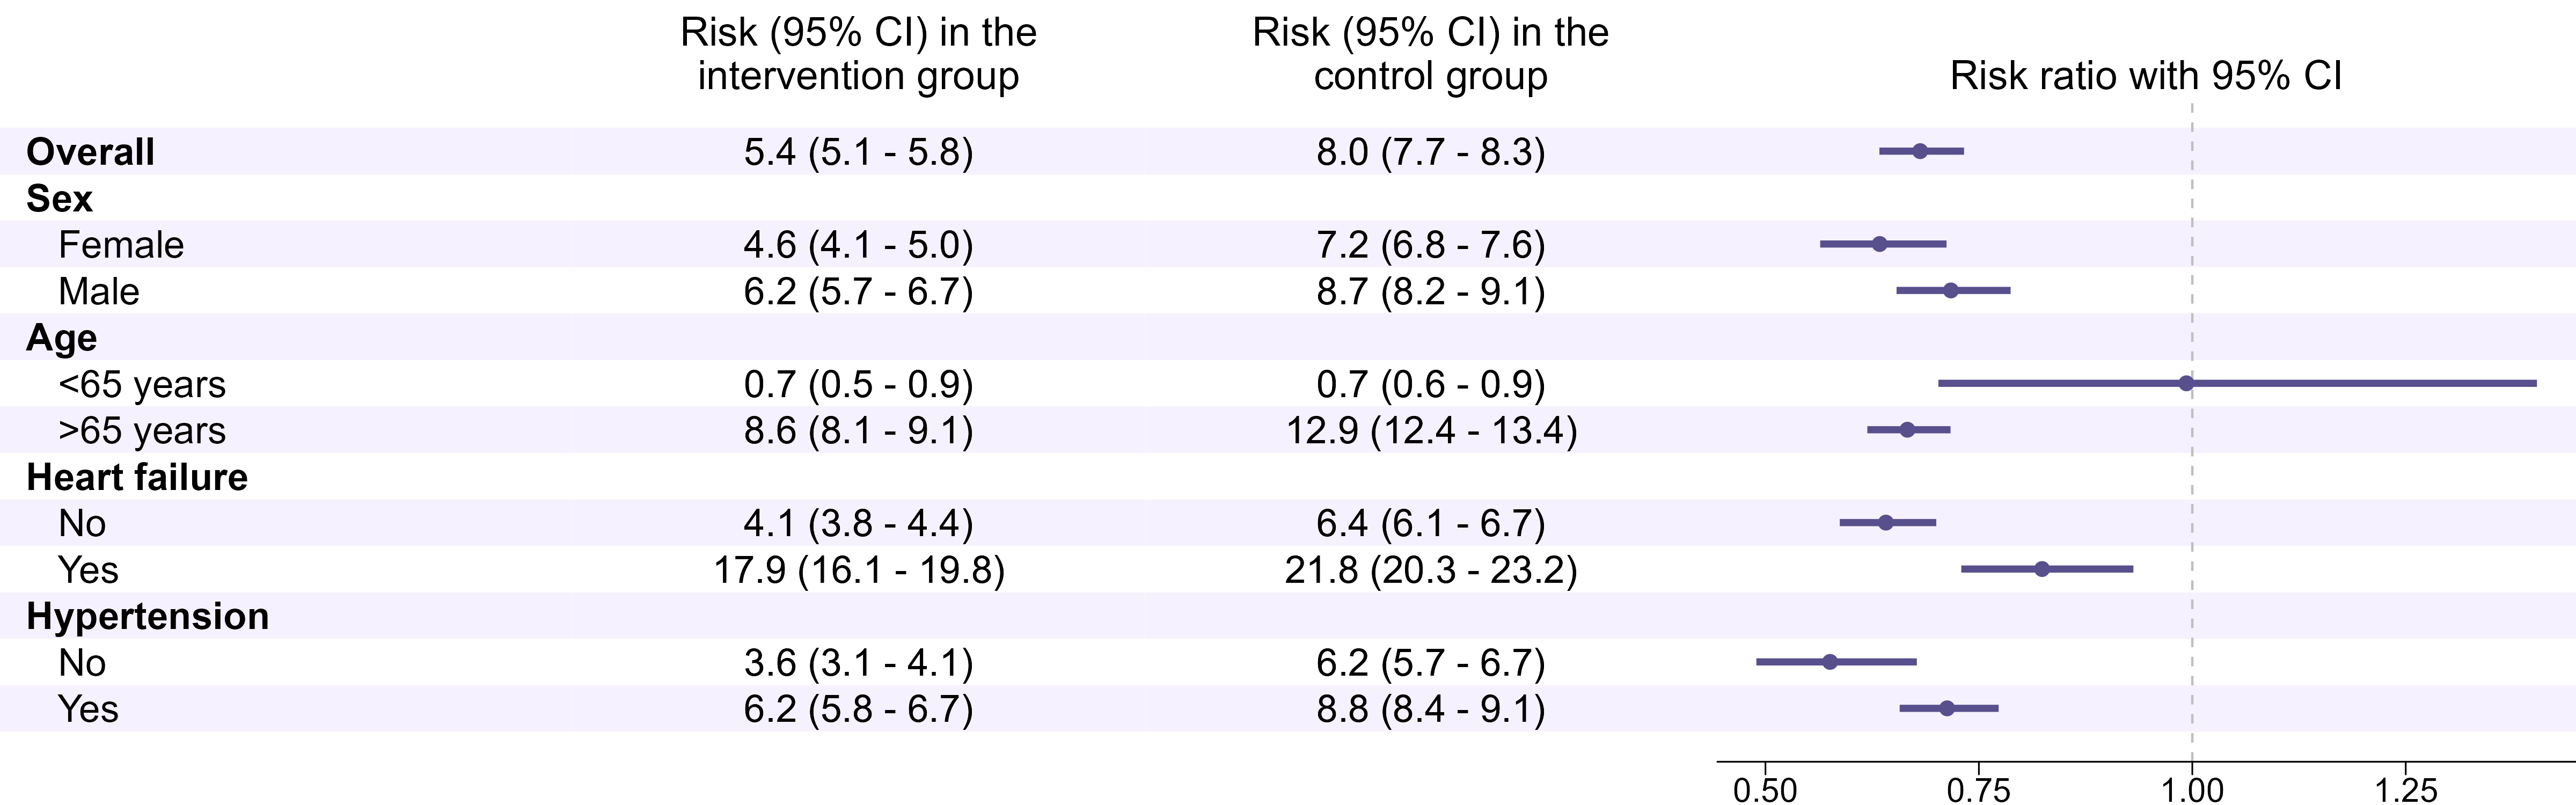 Risk (95% CI) in the
intervention group
Risk (95% CI) in the
control group
Risk ratio with 95% CI
Overall 5.4 (5.1 - 5.8) 8.0 (7.7 - 8.3)
Sex
Female 4.6 (4.1 - 5.0) 7.2 (6.8 - 7.6)
Male 6.2 (5.7 - 6.7) 8.7 (8.2 - 9.1)
Age
<65 years 0.7 (0.5 - 0.9) 0.7 (0.6 - 0.9)
>65 years 8.6 (8.1 - 9.1) 12.9 (12.4 - 13.4)
Heart failure
No 4.1 (3.8 - 4.4) 6.4 (6.1 - 6.7)
Yes 17.9 (16.1 - 19.8) 21.8 (20.3 - 23.2)
Hypertension
No 3.6 (3.1 - 4.1) 6.2 (5.7 - 6.7)
Yes 6.2 (5.8 - 6.7) 8.8 (8.4 - 9.1)
0.50 0.75 1.00 1.25